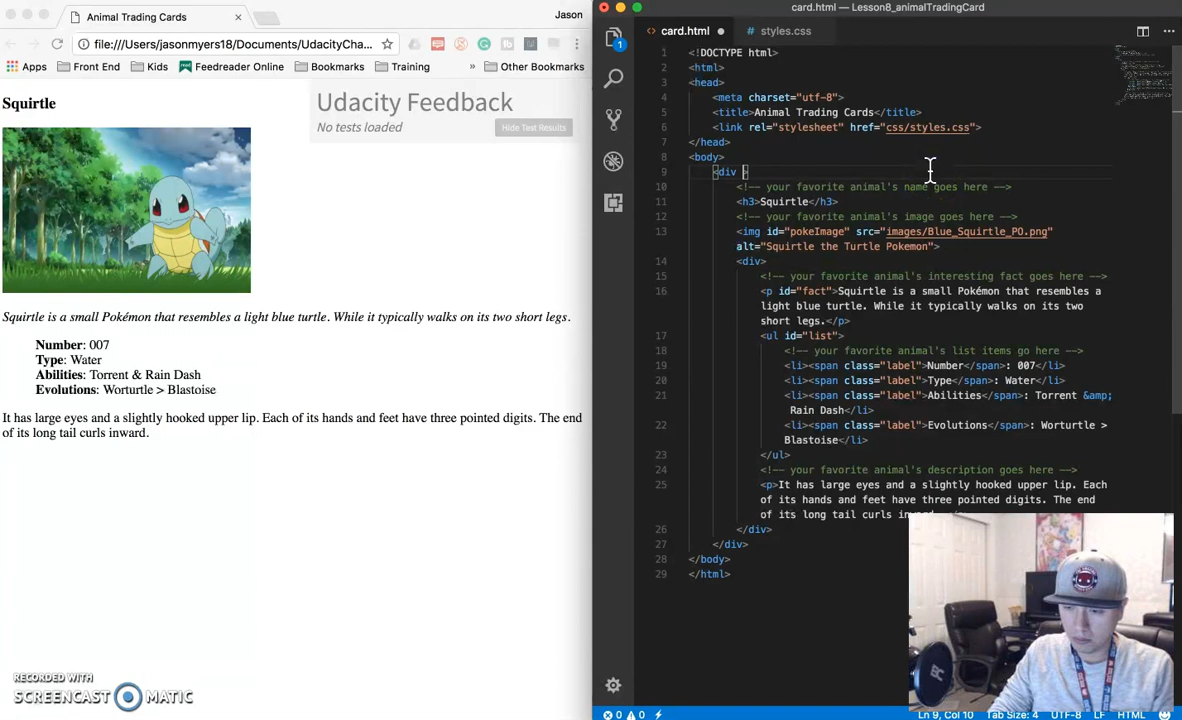 Animal Trading Cards
Jason
file:///Users/jasonmyers18/Documents/UdacityCha...
Apps
Front End
Kids
Feedreader Online
Bookmarks
Training
»
Other Bookmarks
Squirtle
Udacity Feedback
No tests loaded
Hide Test Results
Squirtle is a small Pokémon that resembles a light blue turtle. While it typically walks on its two short legs.
Number: 007
Type: Water
Abilities: Torrent & Rain Dash
Evolutions: Worturtle > Blastoise
It has large eyes and a slightly hooked upper lip. Each of its hands and feet have three pointed digits. The end
of its long tail curls inward.
RECORDED WITH
SCREENCAST MATIC
card.html — Lesson8_animalTradingCard
card.html
styles.css
1
1 <!DOCTYPE html>
2 <html>
3 <head>
4 <meta charset="utf-8">
5 <title>Animal Trading Cards</title>
6 <link rel="stylesheet" href="css/styles.css">
7 </head>
8 <body>
9 <div >
10 <!-- your favorite animal's name goes here -->
11 <h3>Squirtle</h3>
12 <!-- your favorite animal's image goes here -->
13 <img id="pokeImage" src="images/Blue_Squirtle_PO.png"
alt="Squirtle the Turtle Pokemon">
14 <div>
15 <!-- your favorite animal's interesting fact goes here -->
16 <p id="fact">Squirtle is a small Pokémon that resembles a
light blue turtle. While it typically walks on its two
short legs.</p>
17 <ul id="list">
18 <!-- your favorite animal's list items go here -->
19 <li><span class="label">Number</span>: 007</li>
20 <li><span class="label">Type</span>: Water</li>
21 <li><span class="label">Abilities</span>: Torrent &amp;
Rain Dash</li>
22 <li><span class="label">Evolutions</span>: Worturtle >
Blastoise</li>
23 </ul>
24 <!-- your favorite animal's description goes here -->
25 <p>It has large eyes and a slightly hooked upper lip. Each
of its hands and feet have three pointed digits. The end
of its long tail curls
26 </div>
27 </div>
28 </body>
29 </html>
0 0
Ln 9, Col 10
Tab Size: 4
UTF-8
LF
HTML